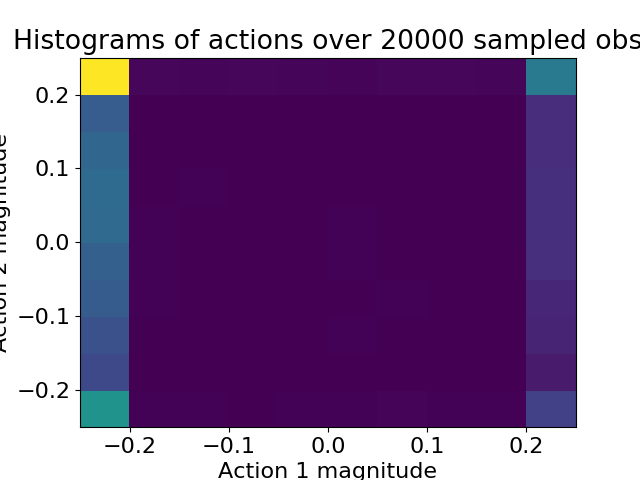 Histograms of actions over 20000 sampled obs
0.2
0.1
0.0
−0.1
−0.2
Action 2 magnitude
−0.2 −0.1 0.0 0.1 0.2
Action 1 magnitude